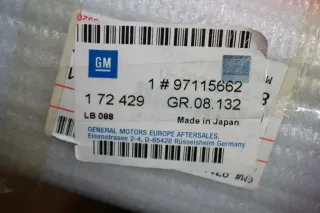 GM
1 # 97115662
1 72 429 GR.08.132
LB 088 Made in Japan
GENERAL MOTORS EUROPE AFTERSALES.
Eisenstrasse 2-4, D-65428 Rüsselsheim Germany